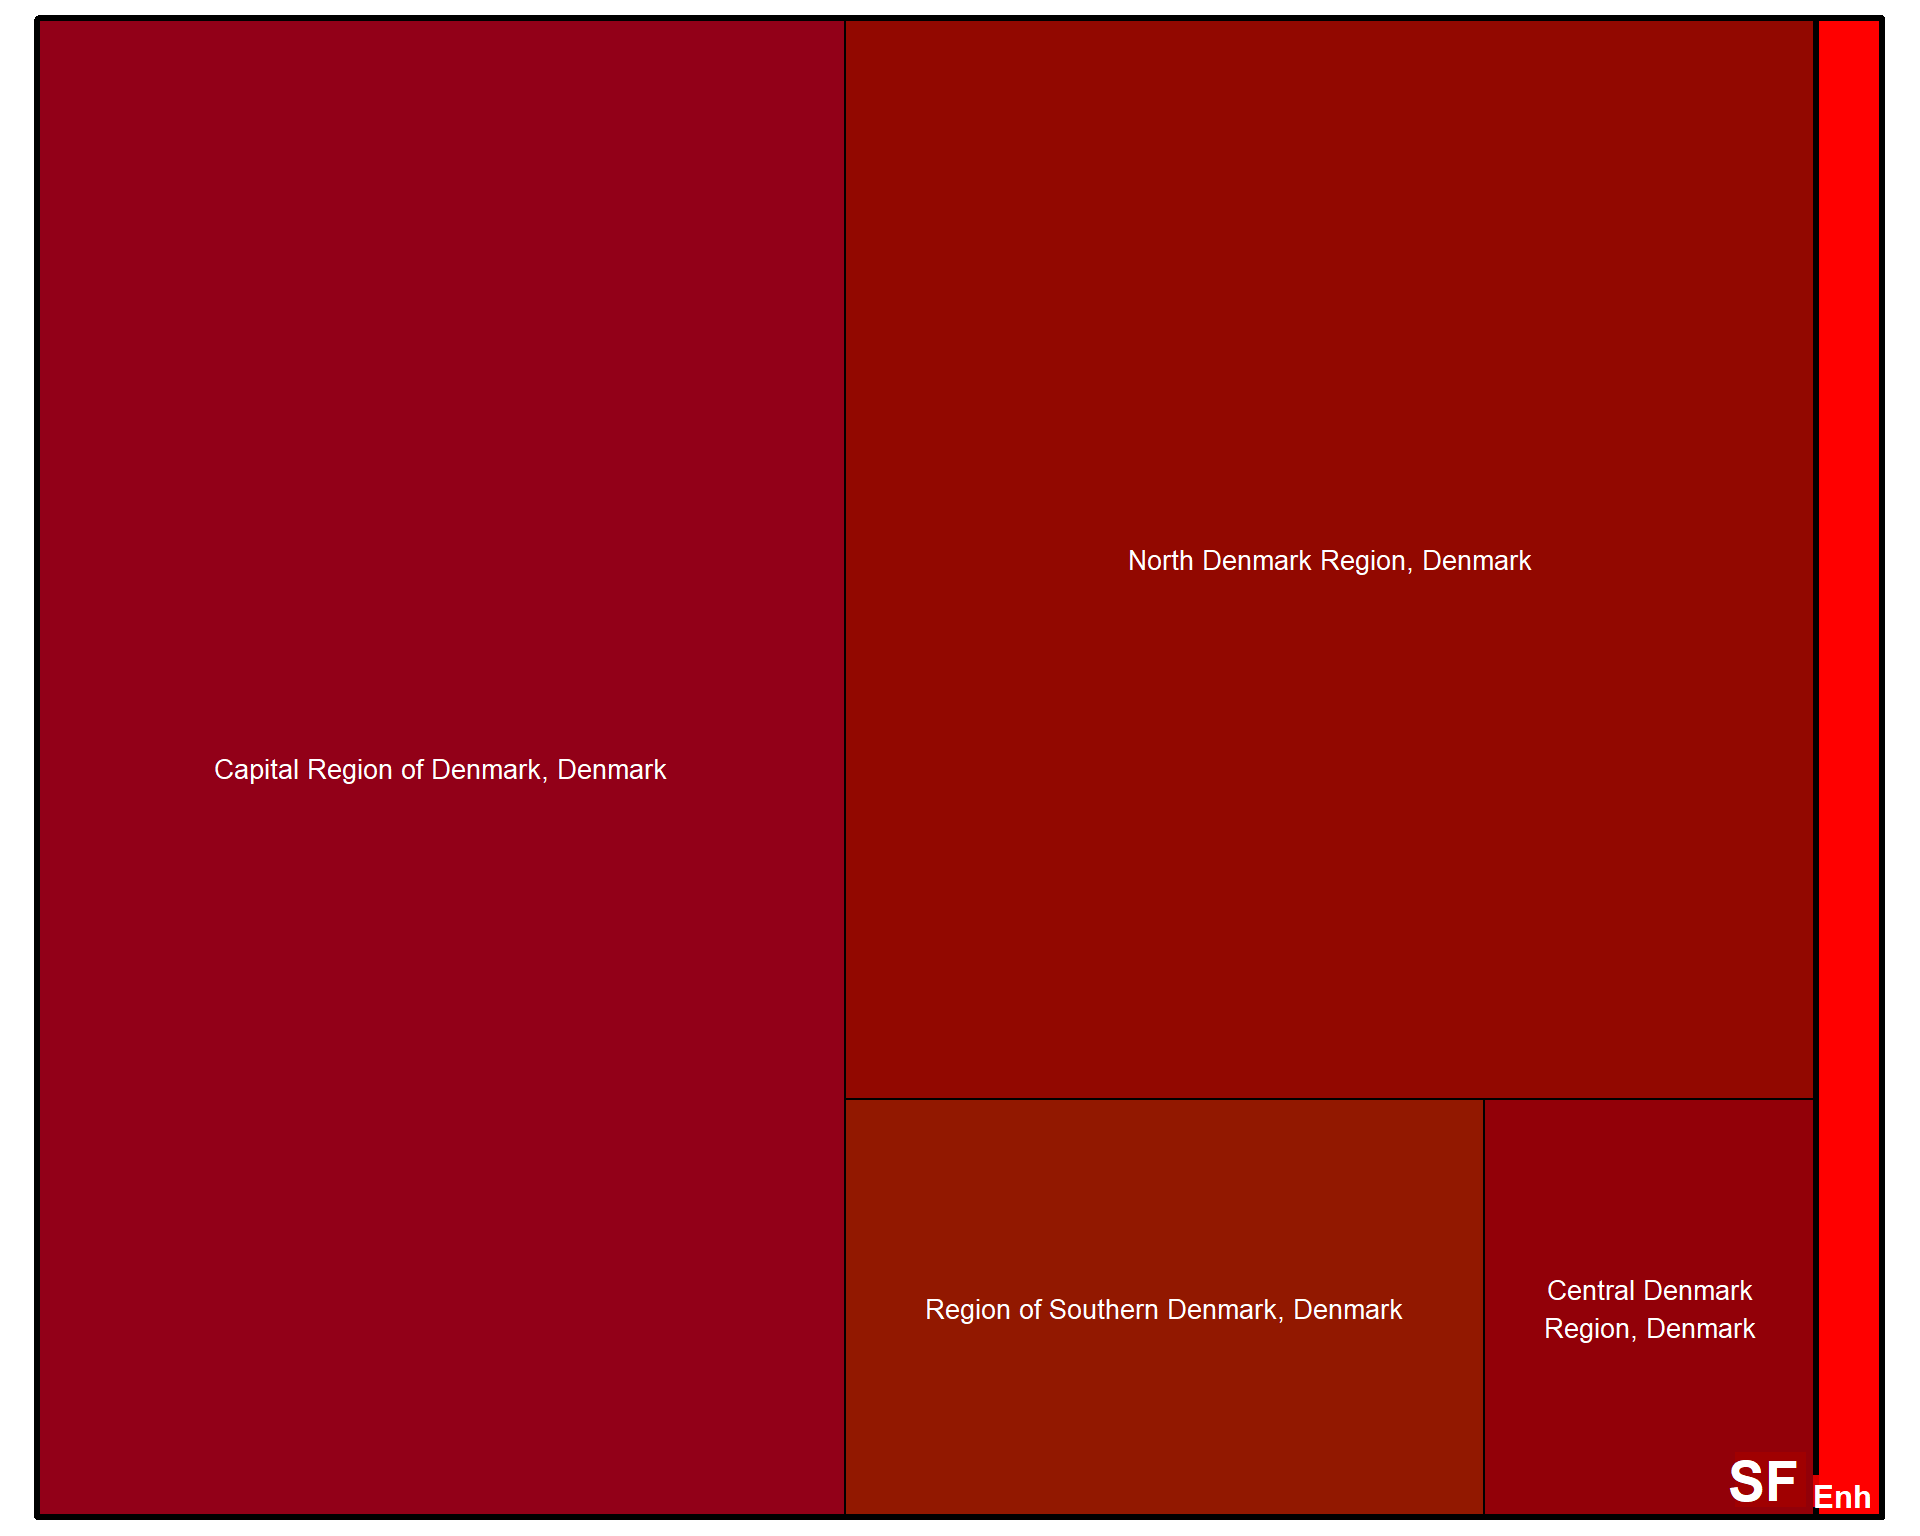 North Denmark Region, Denmark
Capital Region of Denmark, Denmark
Region of Southern Denmark, Denmark
Central Denmark
Region, Denmark
SF
Enh